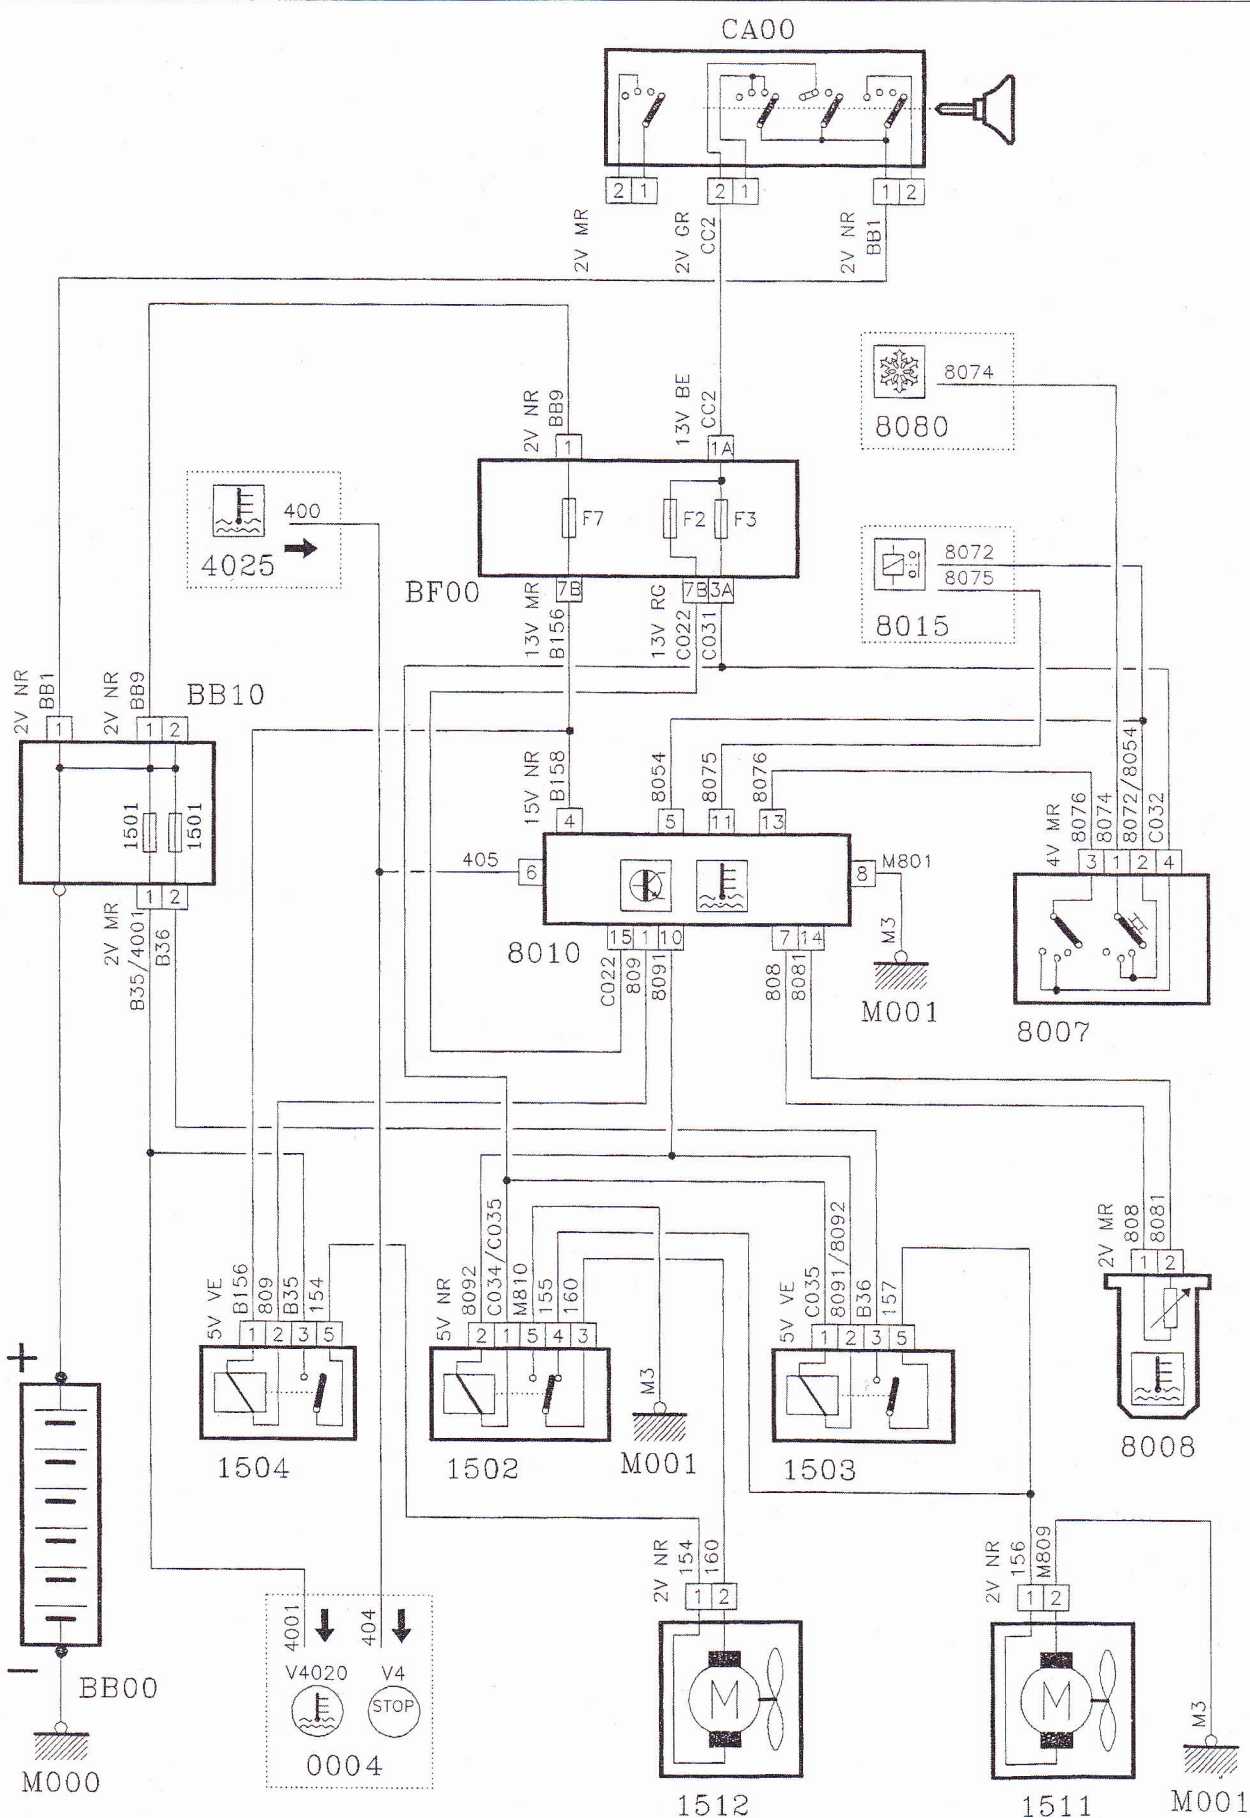 CA00
2 1 2 1 1 2
2V MR
2V GR CC2
2V NR BB1
8074
8080
2V NR BB9
13V BE CC2
1 1A
400
4025
F7 F2 F3
BF00
8072
8075
8015
7B 7B 3A
13V MR B156
13V RG C022 C031
2V NR BB1
2V NR BB9
BB10
1 1 2
15V NR B158
8054
8075
8076
4 5 11 13
4V MR 8076 8074 8072/8054 C032
3 1 2 4
1501 1501
405
6
8
M801
1 2
2V MR B35/4001 B36
15 1 10 7 14
8010
C022 809 8091
808 8081
M3
M001
8007
2V MR 808 8081
1 2
5V VE B156 809 B35 154
5V NR 8092 C034/C035 M810 155 160
5V VE C035 8091/8092 B36 157
1 2 3 5
2 1 5 4 3
1 2 3 5
+
M3
1504
1502
M001
1503
8008
2V NR 154 160
2V NR 156 M809
1 2
1 2
4001 404
V4020 V4
STOP
M
M
M3
−
BB00
0004
M000
1512
1511
M001